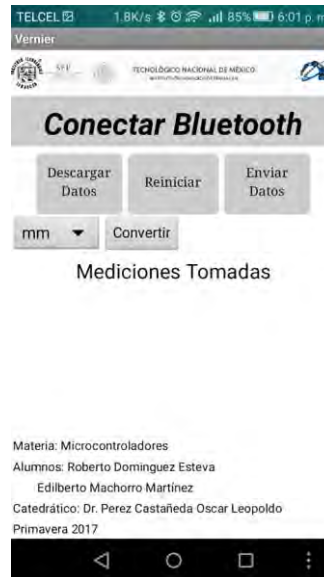 TELCEL 1.8K/s 85% 6:01 p. m
Vernier
SEP TECNOLÓGICO NACIONAL DE MÉXICO
Conectar Bluetooth
Descargar Datos
Reiniciar
Enviar Datos
mm Convertir
Mediciones Tomadas
Materia: Microcontroladores
Alumnos: Roberto Dominguez Esteva
Edilberto Machorro Martínez
Catedrático: Dr. Perez Castañeda Oscar Leopoldo
Primavera 2017